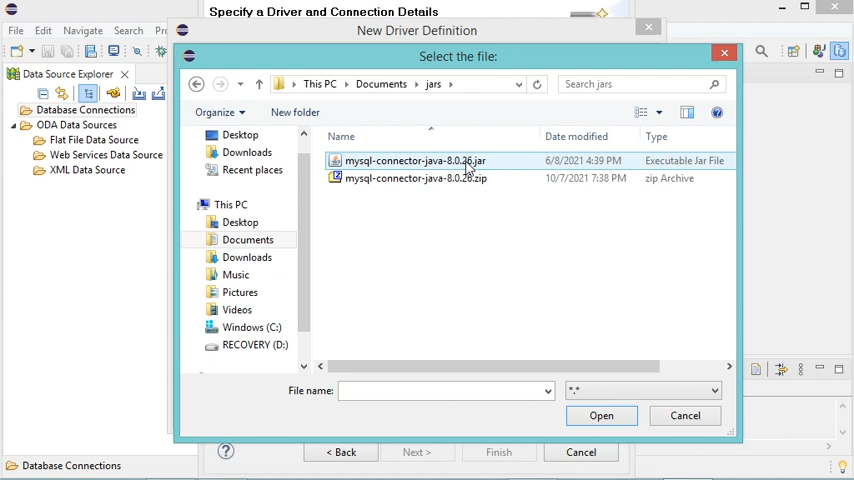 Specify a Driver and Connection Details
New Driver Definition
File Edit Navigate Search
Select the file:
Data Source Explorer
This PC Documents jars
Search jars
Organize New folder
Database Connections
ODA Data Sources
Flat File Data Source
Web Services Data Source
XML Data Source
Desktop
Downloads
Recent places
This PC
Desktop
Documents
Downloads
Music
Pictures
Videos
Windows (C:)
RECOVERY (D:)
Name Date modified Type
mysql-connector-java-8.0.26.jar 6/8/2021 4:39 PM Executable Jar File
mysql-connector-java-8.0.26.zip 10/7/2021 7:38 PM zip Archive
File name: *.*
Open Cancel
? < Back Next > Finish Cancel
Database Connections